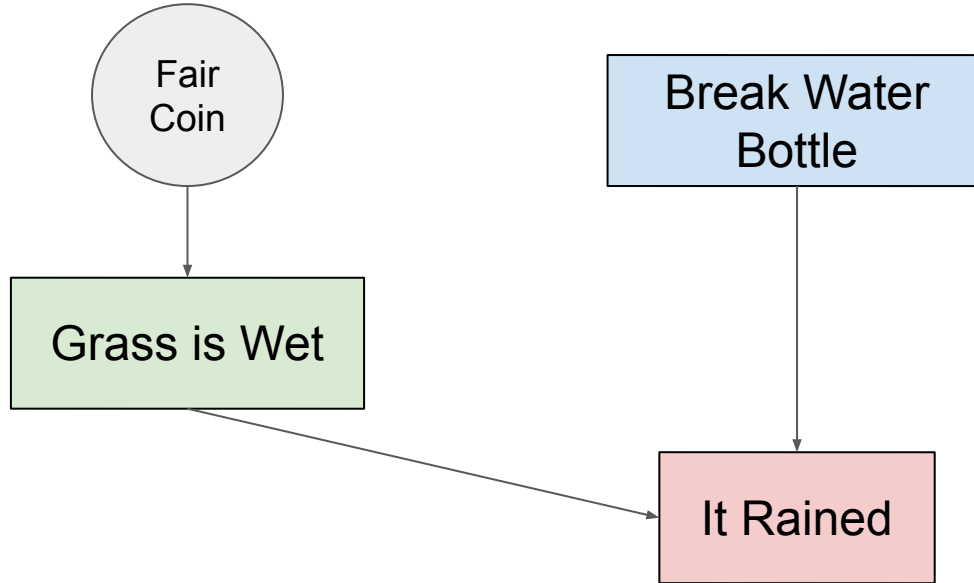 Fair
Coin
Break Water
Bottle
Grass is Wet
It Rained